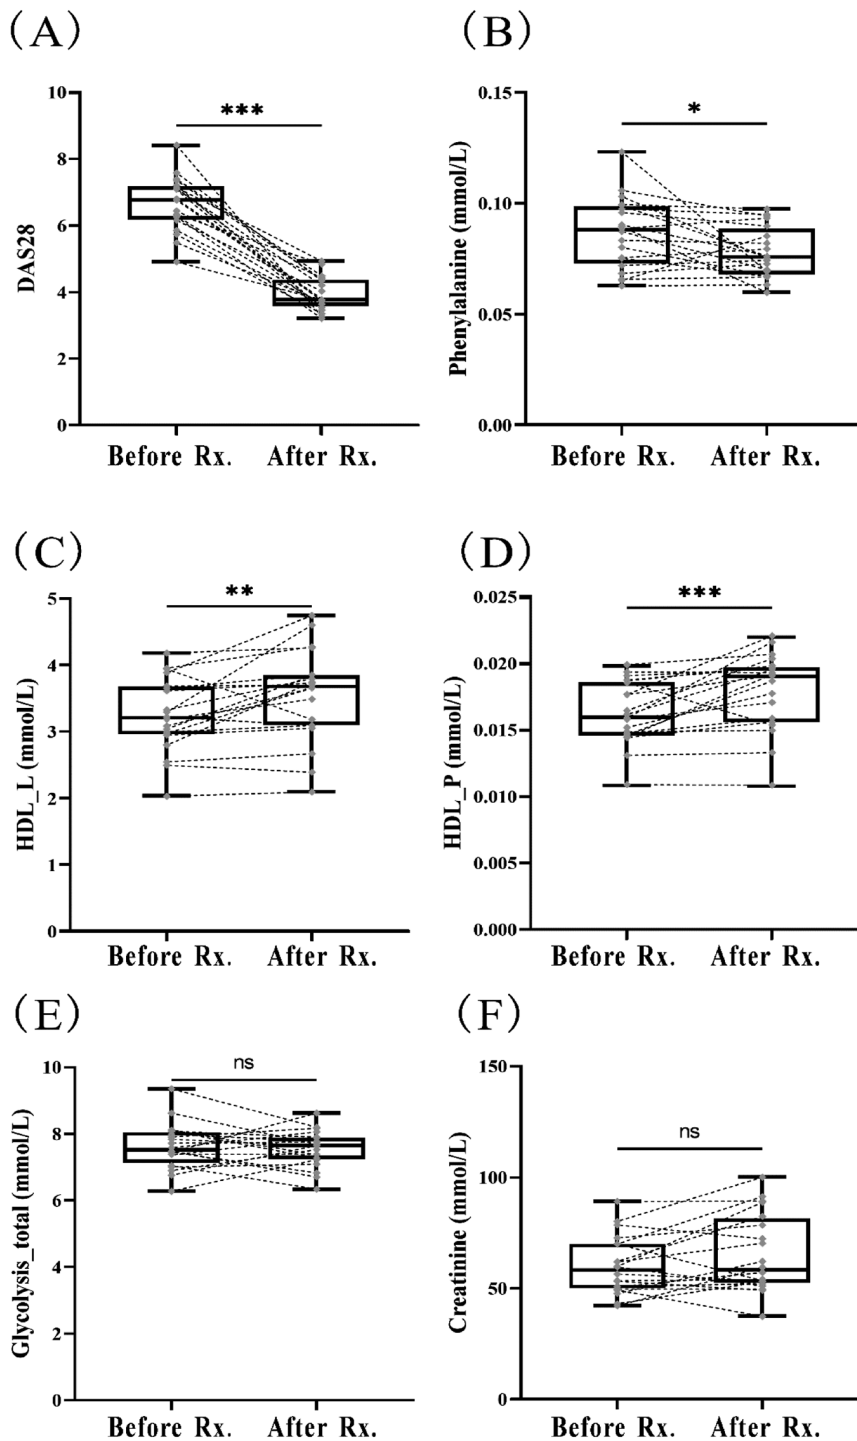 (A)
(B)
10
8
6
4
2
0
DAS28
***
Before Rx. After Rx.
0.15
0.10
0.05
0.00
Phenylalanine (mmol/L)
*
Before Rx. After Rx.
(C)
(D)
5
4
3
2
1
0
HDL_L (mmol/L)
**
Before Rx. After Rx.
0.025
0.020
0.015
0.010
0.005
0.000
HDL_P (mmol/L)
***
Before Rx. After Rx.
(E)
(F)
10
8
6
4
2
0
Glycolysis_total (mmol/L)
ns
Before Rx. After Rx.
150
100
50
0
Creatinine (mmol/L)
ns
Before Rx. After Rx.